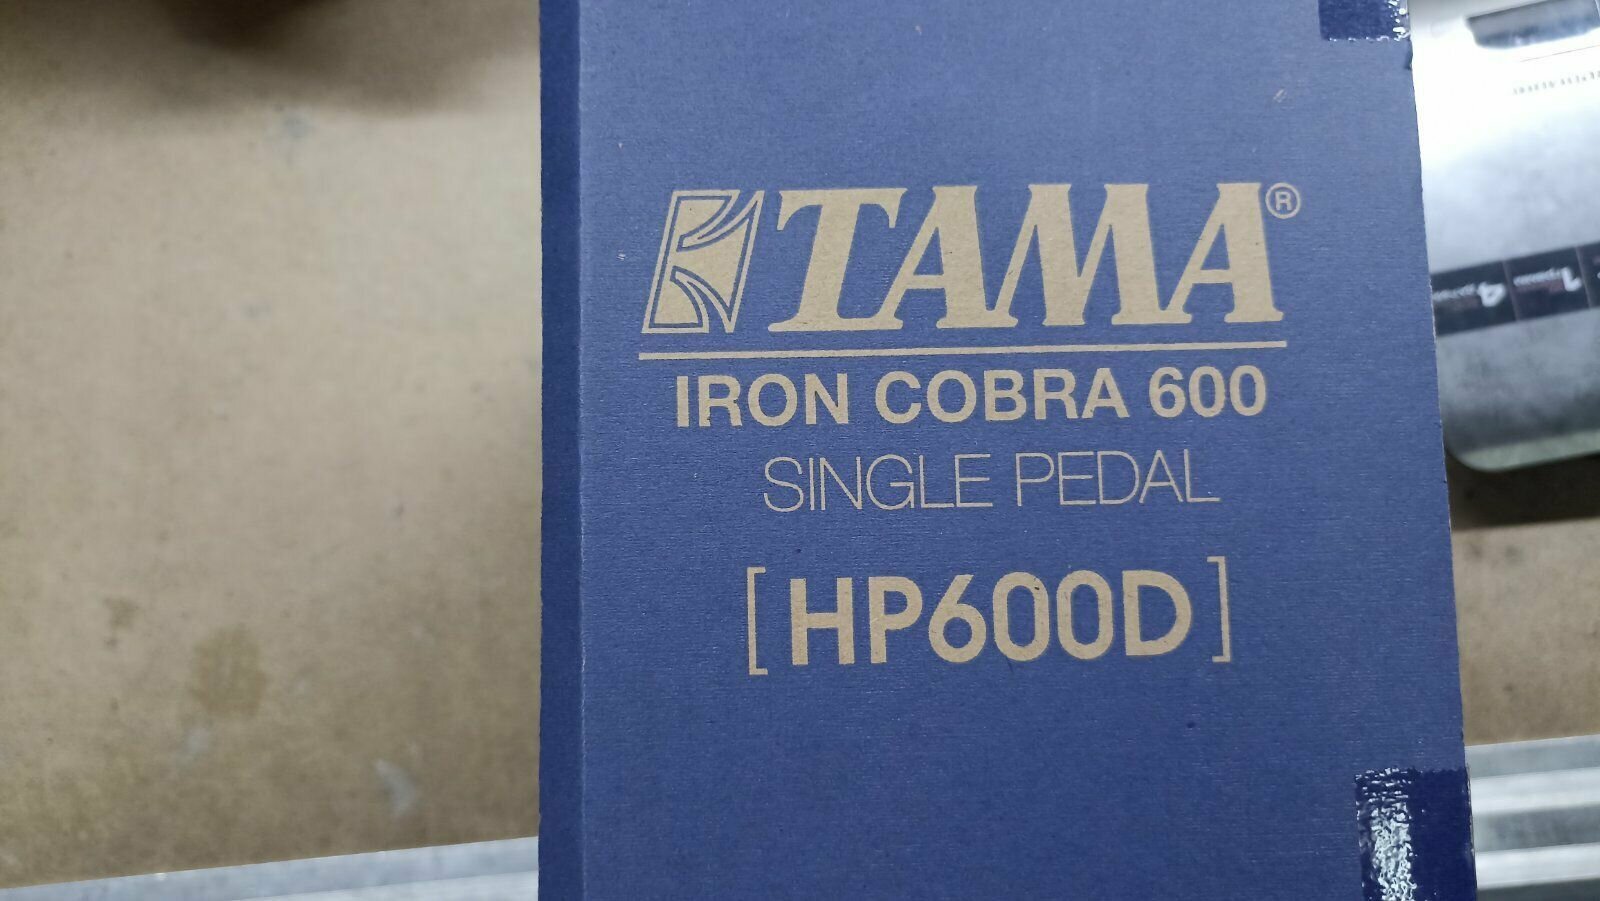 TAMA®
IRON COBRA 600
SINGLE PEDAL
[HP600D]